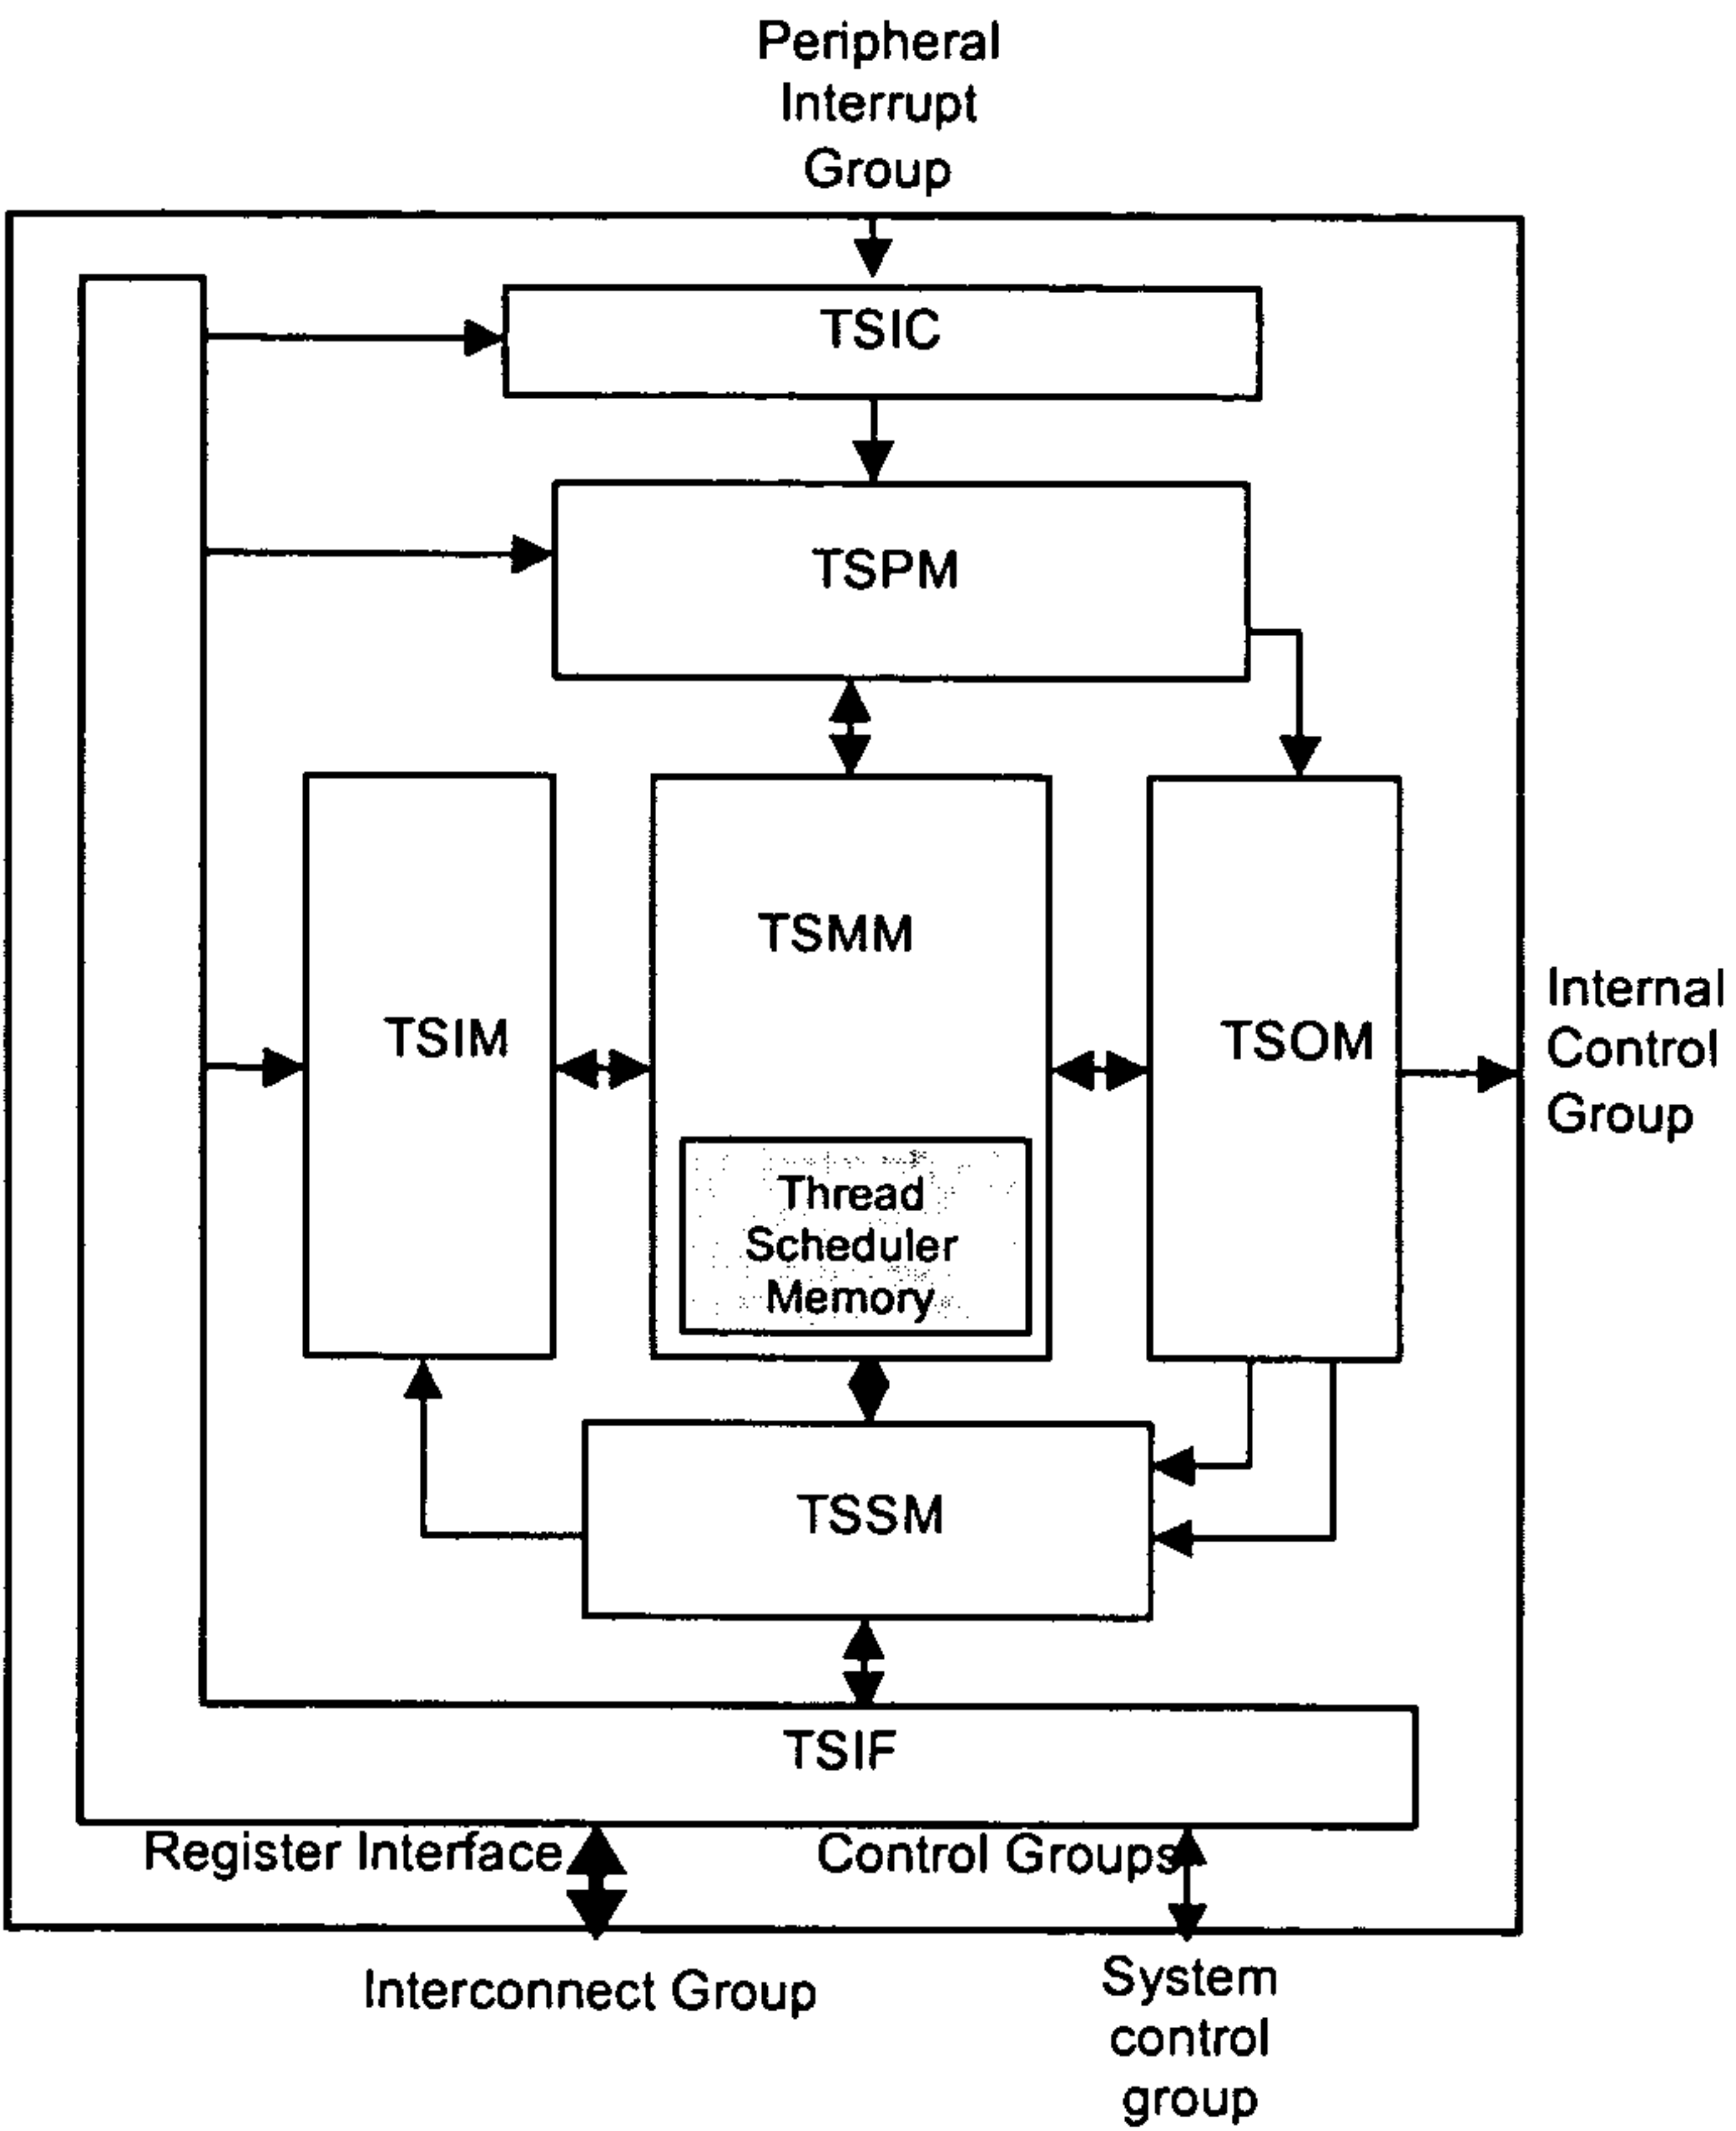 Peripheral
Interrupt
Group
TSIC
TSPM
TSMM
TSIM
TSOM
Internal
Control
Group
Thread
Scheduler
Memory
TSSM
TSIF
Register Interface
Control Groups
Interconnect Group
System
control
group